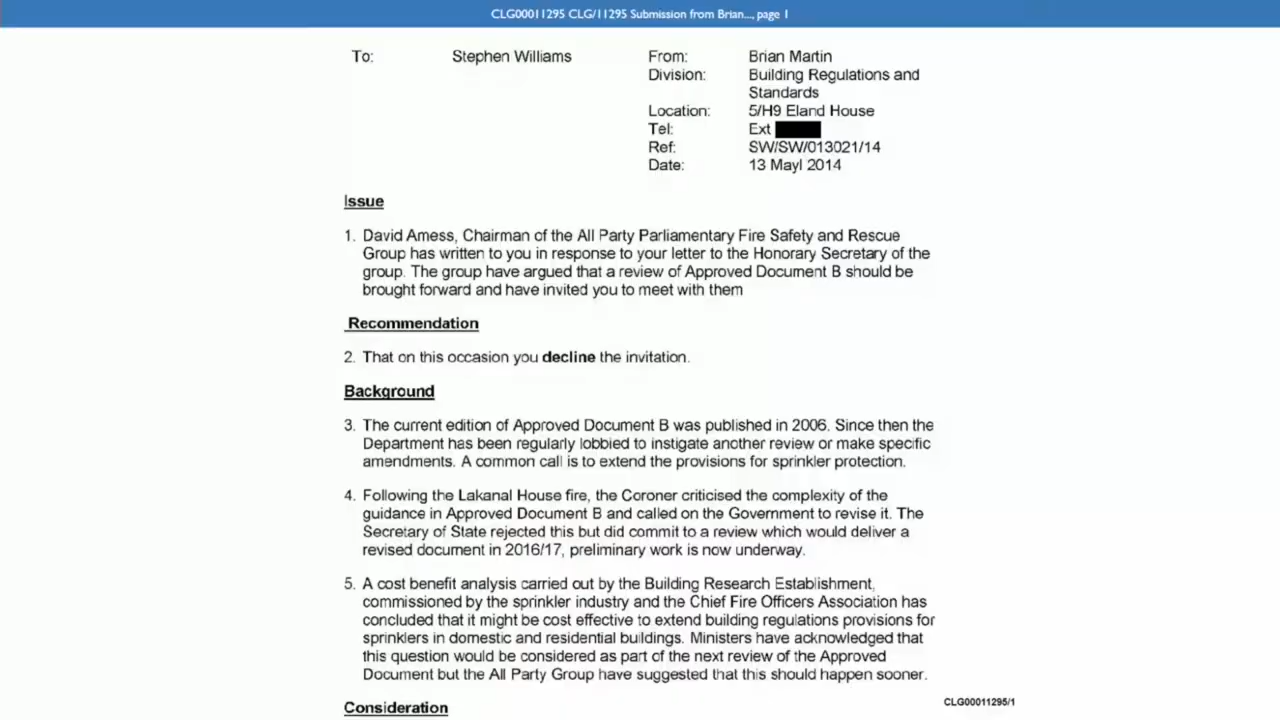 CLG00011295 CLG/11295 Submission from Brian..., page 1
To: Stephen Williams From: Brian Martin
Division: Building Regulations and
Standards
Location: 5/H9 Eland House
Tel: Ext
Ref: SW/SW/013021/14
Date: 13 Mayl 2014
Issue
1. David Amess, Chairman of the All Party Parliamentary Fire Safety and Rescue
Group has written to you in response to your letter to the Honorary Secretary of the
group. The group have argued that a review of Approved Document B should be
brought forward and have invited you to meet with them
Recommendation
2. That on this occasion you decline the invitation.
Background
3. The current edition of Approved Document B was published in 2006. Since then the
Department has been regularly lobbied to instigate another review or make specific
amendments. A common call is to extend the provisions for sprinkler protection.
4. Following the Lakanal House fire, the Coroner criticised the complexity of the
guidance in Approved Document B and called on the Government to revise it. The
Secretary of State rejected this but did commit to a review which would deliver a
revised document in 2016/17, preliminary work is now underway.
5. A cost benefit analysis carried out by the Building Research Establishment,
commissioned by the sprinkler industry and the Chief Fire Officers Association has
concluded that it might be cost effective to extend building regulations provisions for
sprinklers in domestic and residential buildings. Ministers have acknowledged that
this question would be considered as part of the next review of the Approved
Document but the All Party Group have suggested that this should happen sooner.
Consideration
CLG00011295/1